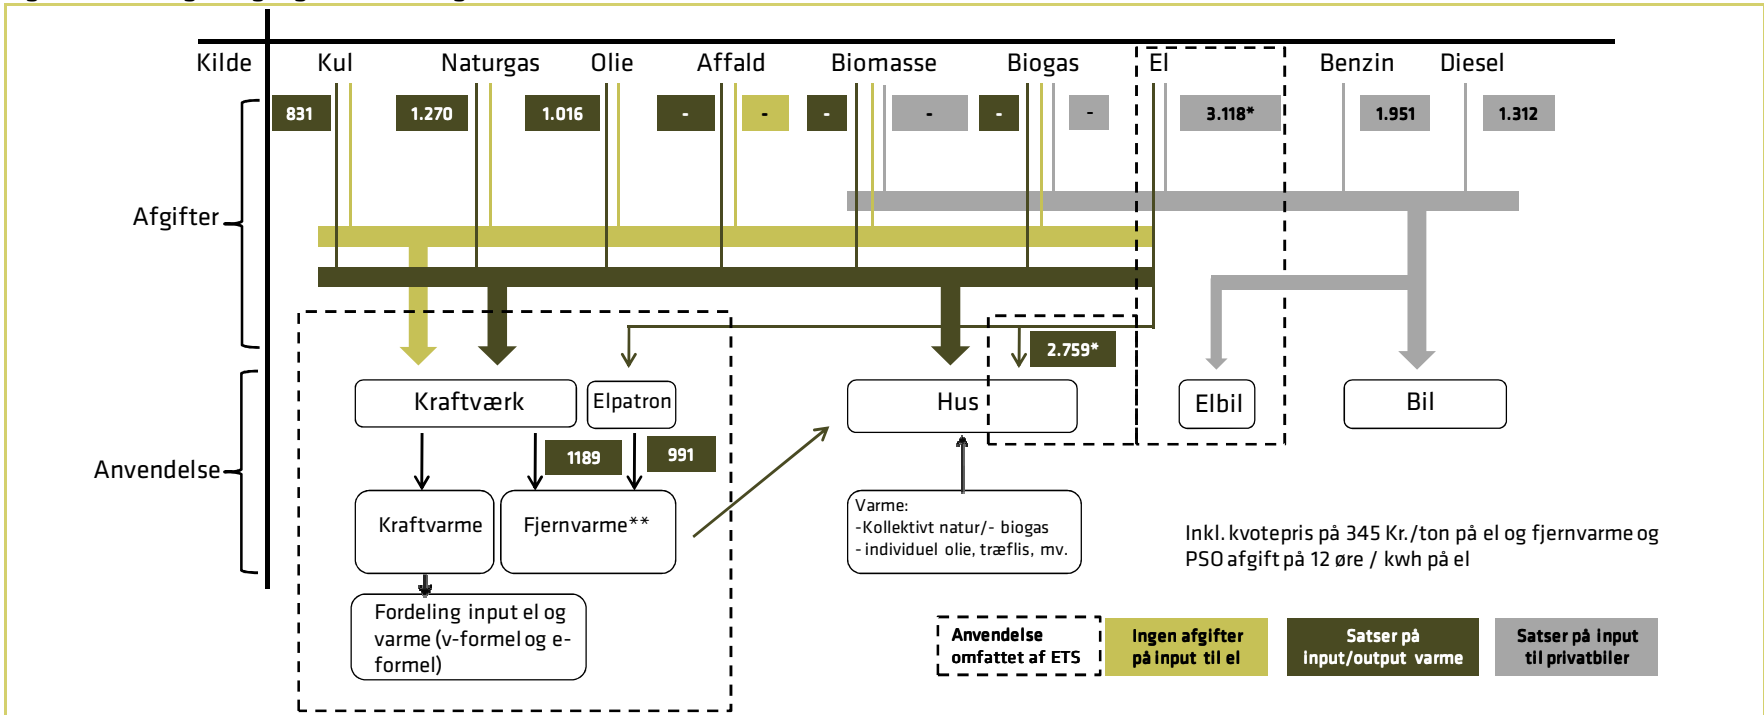 Kilde
Kul
Naturgas
Olie
Affald
Biomasse
Biogas
El
Benzin
Diesel
831
1.270
1.016
-
-
-
-
-
-
3.118*
1.951
1.312
Afgifter
2.759*
Kraftværk
Elpatron
Hus
Elbil
Bil
1189
991
Anvendelse
Kraftvarme
Fjernvarme**
Varme:
-Kollektivt natur/- biogas
- individuel olie, træflis, mv.
Inkl. kvotepris på 345 Kr./ton på el og fjernvarme og
PSO afgift på 12 øre / kwh på el
Fordeling input el og
varme (v-formel og e-
formel)
Anvendelse
omfattet af ETS
Ingen afgifter
på input til el
Satser på
input/output varme
Satser på input
til privatbiler